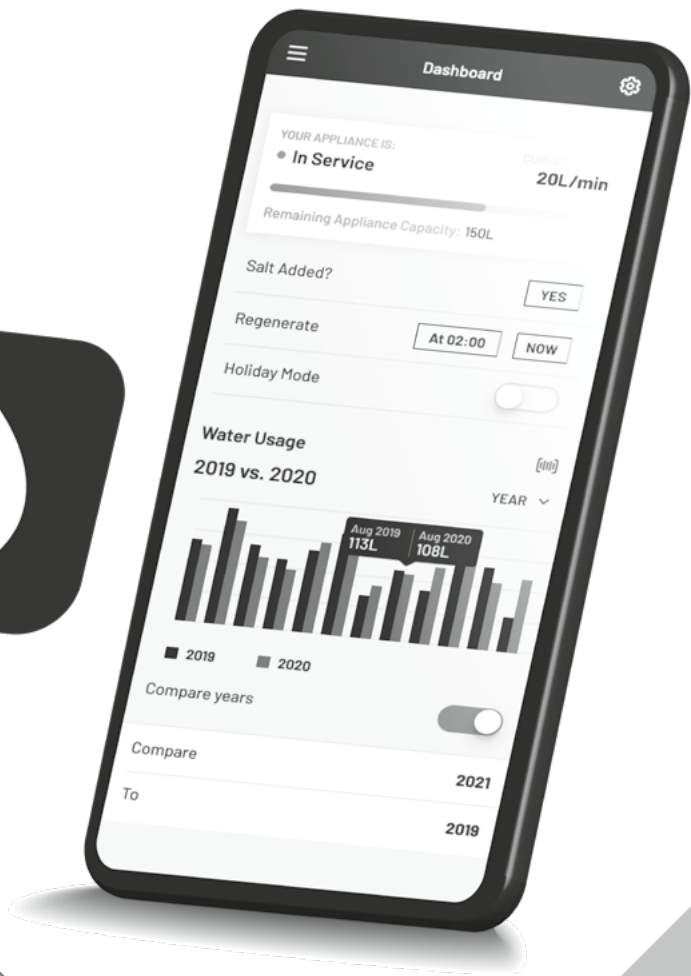 Dashboard
YOUR APPLIANCE IS:
In Service
20L/min
Remaining Appliance Capacity: 150L
Salt Added?
YES
Regenerate
At 02:00
NOW
Holiday Mode
Water Usage
2019 vs. 2020
YEAR
Aug 2019
113L
Aug 2020
108L
2019
2020
Compare years
Compare
2021
To
2019